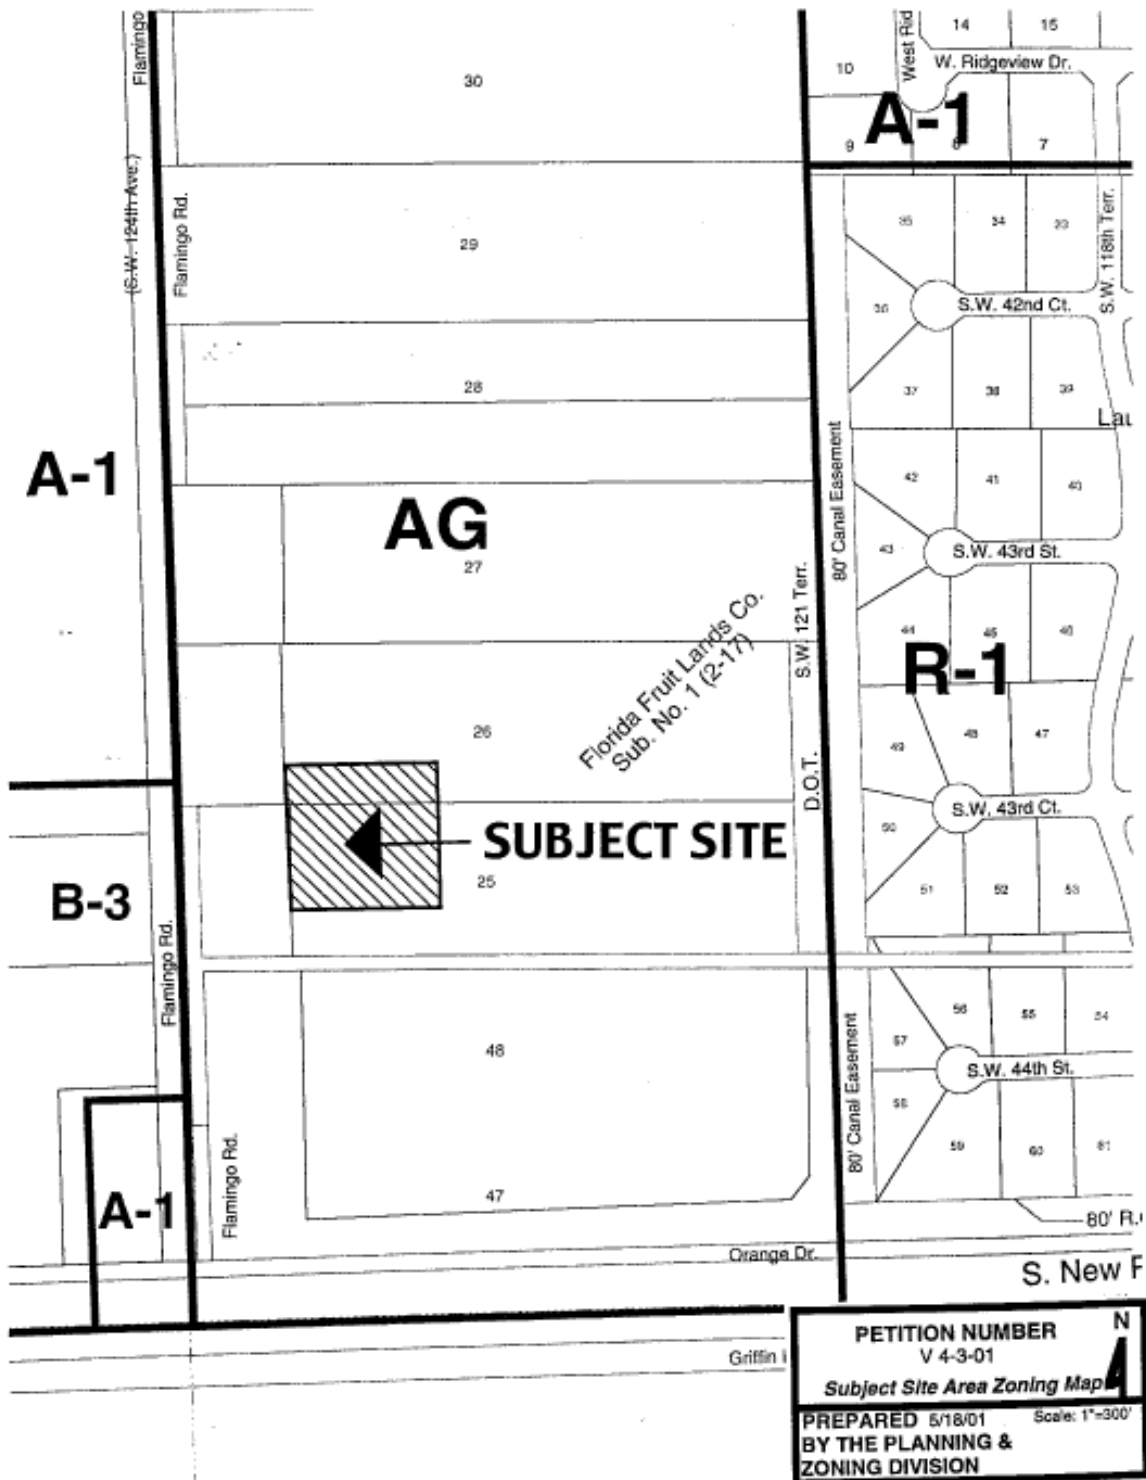 Flamingo
(S.W. 124th Ave.)
Flamingo Rd.
30
29
28
27
26
25
48
47
A-1
AG
Florida Fruit Lands Co.
Sub. No. 1 (2-17)
S.W. 121 Terr.
D.O.T.
SUBJECT SITE
B-3
Flamingo Rd.
A-1
Flamingo Rd.
West Rid
14
15
W. Ridgeview Dr.
10
A-1
9
8
7
35
34
33
S.W. 118th Terr.
36
S.W. 42nd Ct.
37
38
39
Lau
80' Canal Easement
42
41
40
43
S.W. 43rd St.
44
45
46
R-1
49
48
47
50
S.W. 43rd Ct.
51
52
53
56
55
54
57
S.W. 44th St.
58
80' Canal Easement
59
60
61
80' R.
Orange Dr.
S. New
Griffin
PETITION NUMBER
V 4-3-01
N
Subject Site Area Zoning Map
PREPARED 5/18/01
Scale: 1"=300'
BY THE PLANNING &
ZONING DIVISION